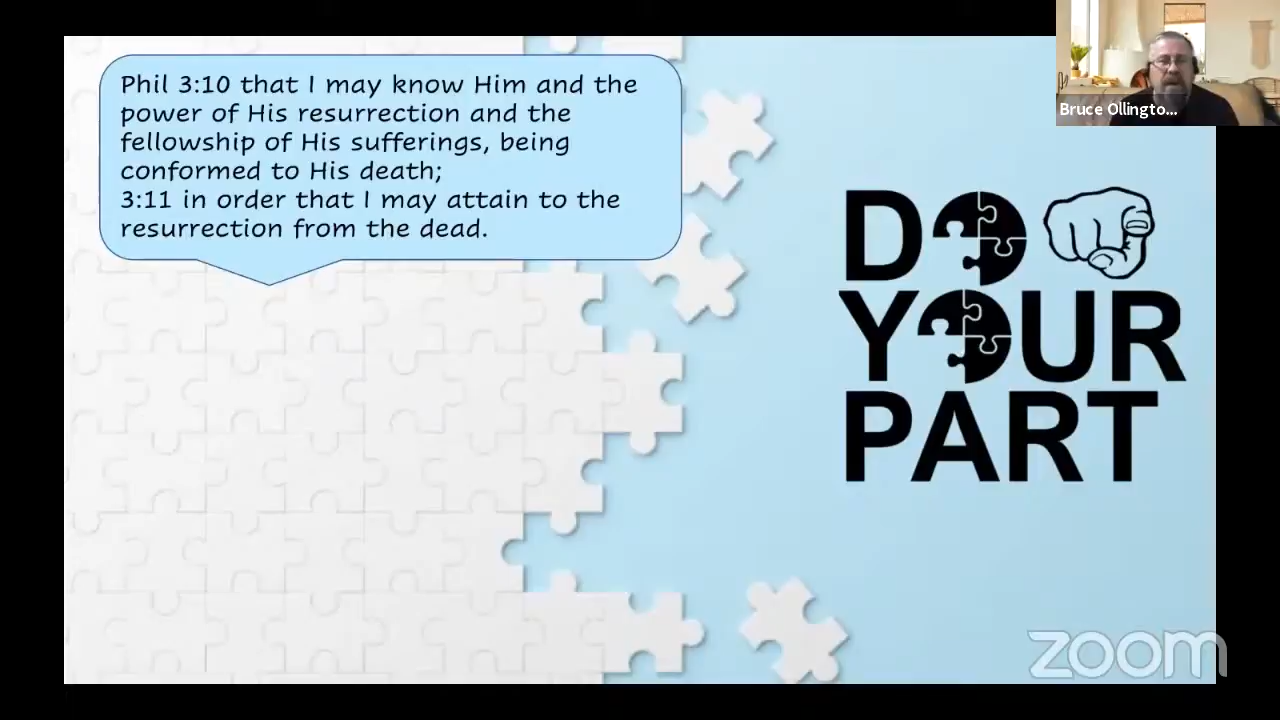 Phil 3:10 that I may know Him and the
power of His resurrection and the
fellowship of His sufferings, being
conformed to His death;
3:11 in order that I may attain to the
resurrection from the dead.
Bruce Ollingto...
DO
YOUR
PART
zoom